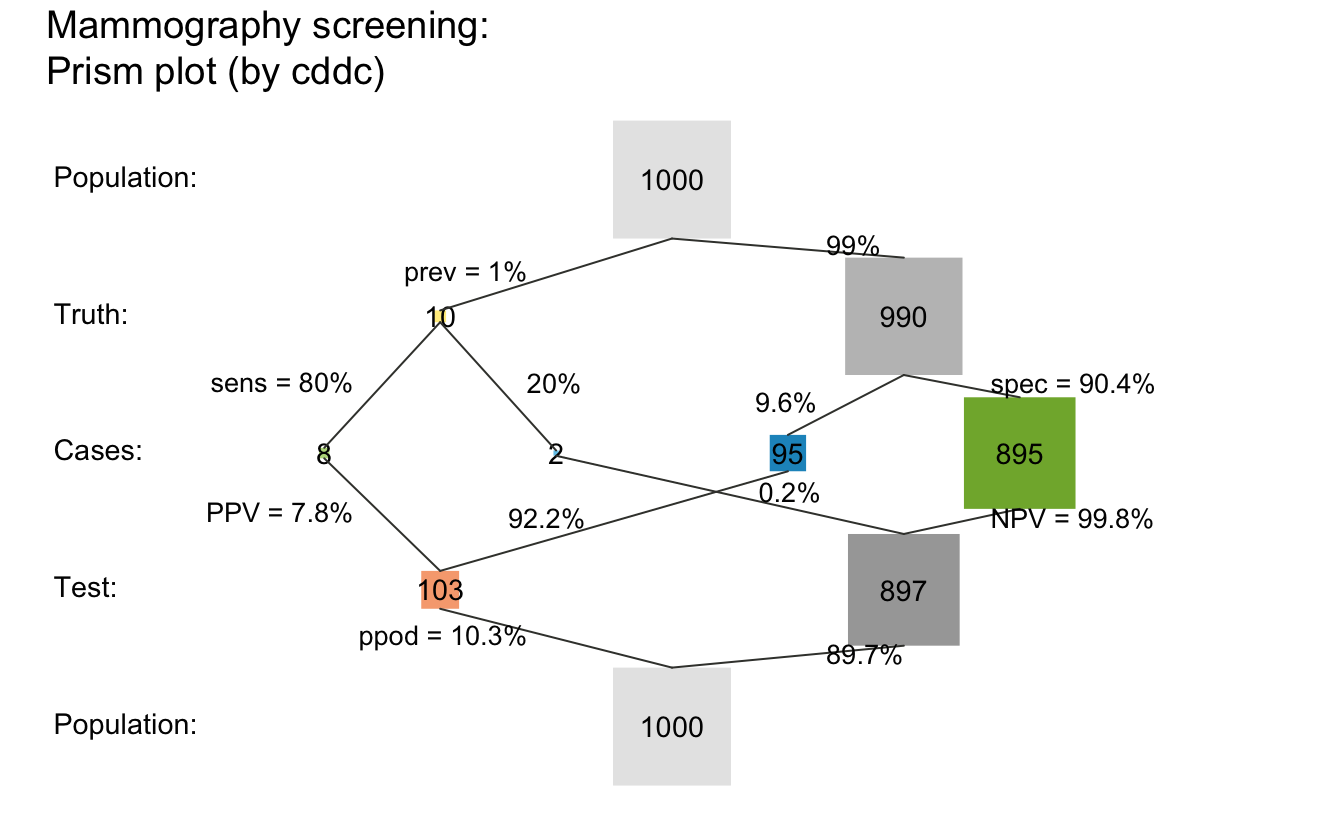 Mammography screening:
Prism plot (by cddc)
Population:
1000
prev = 1%
99%
Truth:
10
990
sens = 80%
20%
9.6%
spec = 90.4%
Cases:
8
2
95
895
PPV = 7.8%
92.2%
0.2%
NPV = 99.8%
Test:
103
897
ppod = 10.3%
89.7%
Population:
1000